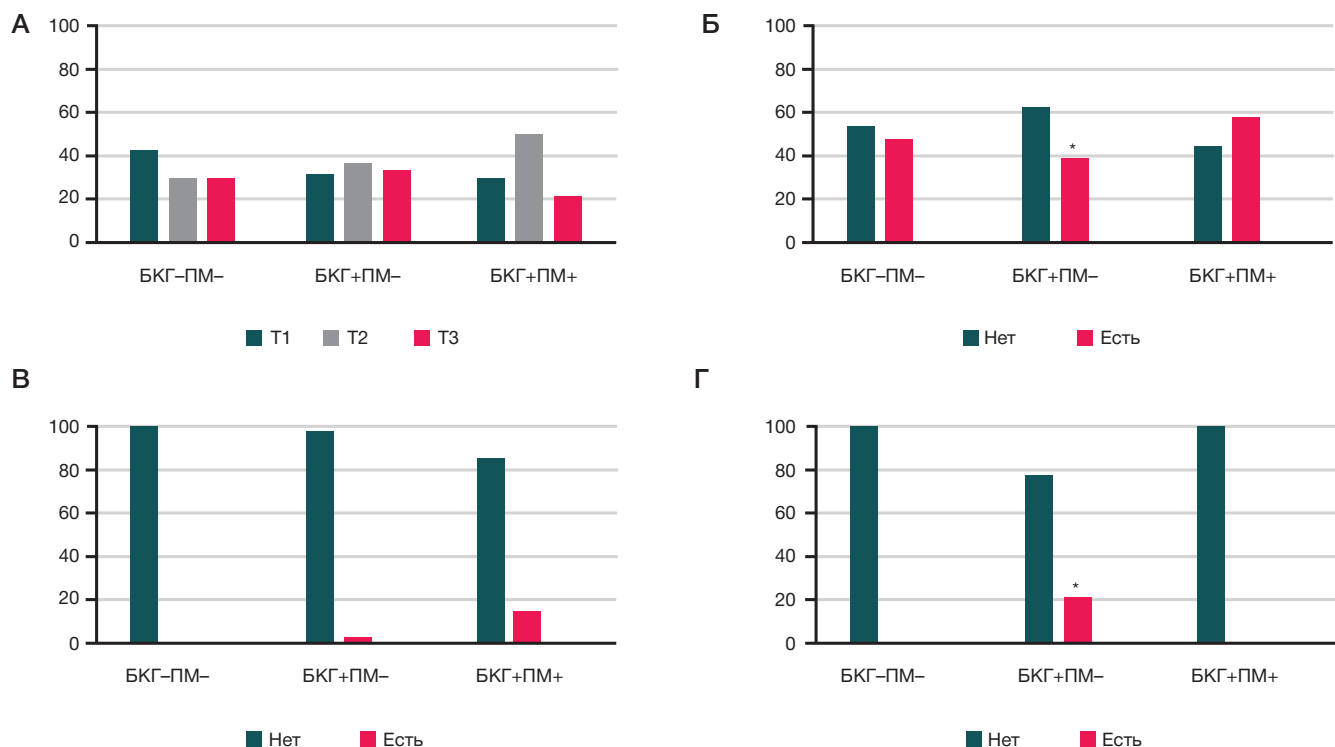 А
100
80
60
40
20
0
БКГ–ПМ–
БКГ+ПМ–
БКГ+ПМ+
Т1
Т2
Т3
Б
100
80
60
40
20
0
*
БКГ–ПМ–
БКГ+ПМ–
БКГ+ПМ+
Нет
Есть
В
100
80
60
40
20
0
БКГ–ПМ–
БКГ+ПМ–
БКГ+ПМ+
Нет
Есть
Г
100
80
60
40
20
0
*
БКГ–ПМ–
БКГ+ПМ–
БКГ+ПМ+
Нет
Есть